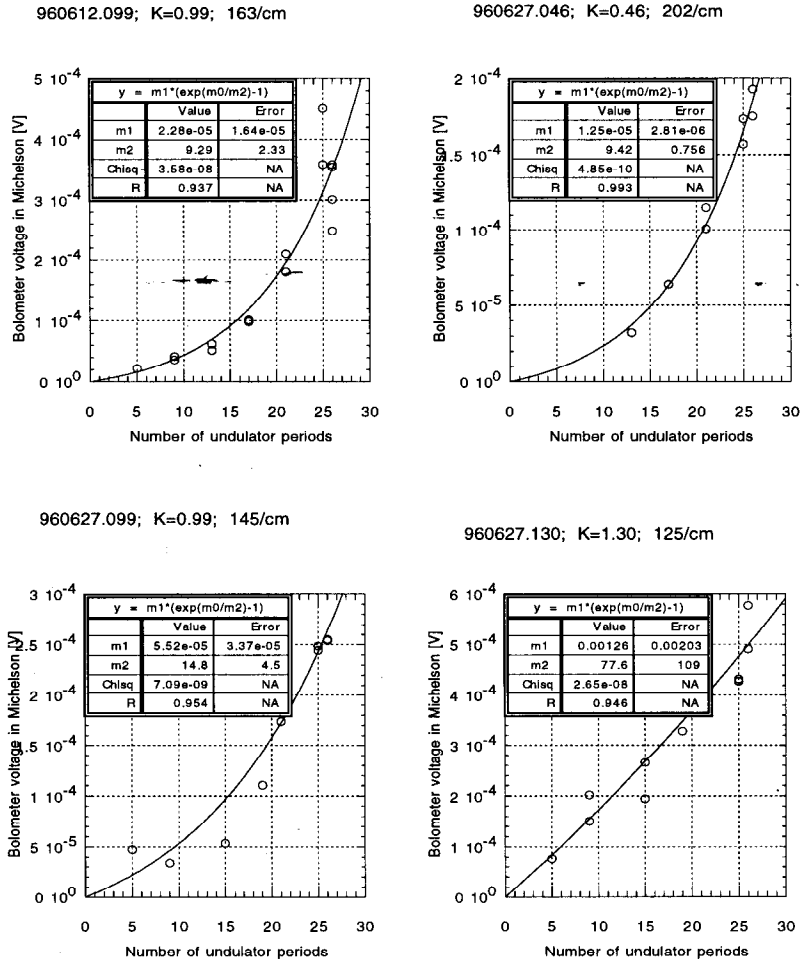 960612.099; K=0.99; 163/cm
5 10-4
4 10-4
3 10-4
2 10-4
1 10-4
0 100
Bolometer voltage in Michelson [V]
y = m1*(exp(m0/m2)-1)
Value Error
m1 2.28e-05 1.64e-05
m2 9.29 2.33
Chisq 3.58e-08 NA
R 0.937 NA
0 5 10 15 20 25 30
Number of undulator periods
960627.046; K=0.46; 202/cm
2 10-4
.5 10-4
1 10-4
5 10-5
0 100
Bolometer voltage in Michelson [V]
y = m1*(exp(m0/m2)-1)
Value Error
m1 1.25e-05 2.81e-06
m2 9.42 0.756
Chisq 4.85e-10 NA
R 0.993 NA
0 5 10 15 20 25 30
Number of undulator periods
960627.099; K=0.99; 145/cm
3 10-4
2.5 10-4
2 10-4
.5 10-4
1 10-4
5 10-5
0 100
Bolometer voltage in Michelson [V]
y = m1*(exp(m0/m2)-1)
Value Error
m1 5.52e-05 3.37e-05
m2 14.8 4.5
Chisq 7.09e-09 NA
R 0.954 NA
0 5 10 15 20 25 30
Number of undulator periods
960627.130; K=1.30; 125/cm
6 10-4
5 10-4
4 10-4
3 10-4
2 10-4
1 10-4
0 100
Bolometer voltage in Michelson [V]
y = m1*(exp(m0/m2)-1)
Value Error
m1 0.00126 0.00203
m2 77.6 109
Chisq 2.65e-08 NA
R 0.946 NA
0 5 10 15 20 25 30
Number of undulator periods